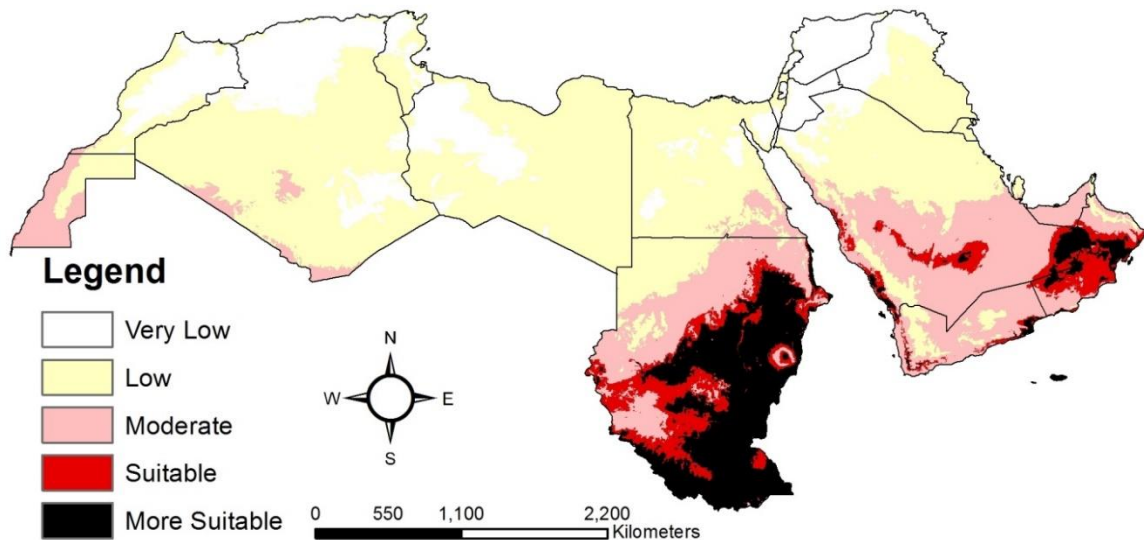 Legend
Very Low
Low
Moderate
Suitable
More Suitable
N
W E
S
0 550 1,100 2,200
Kilometers